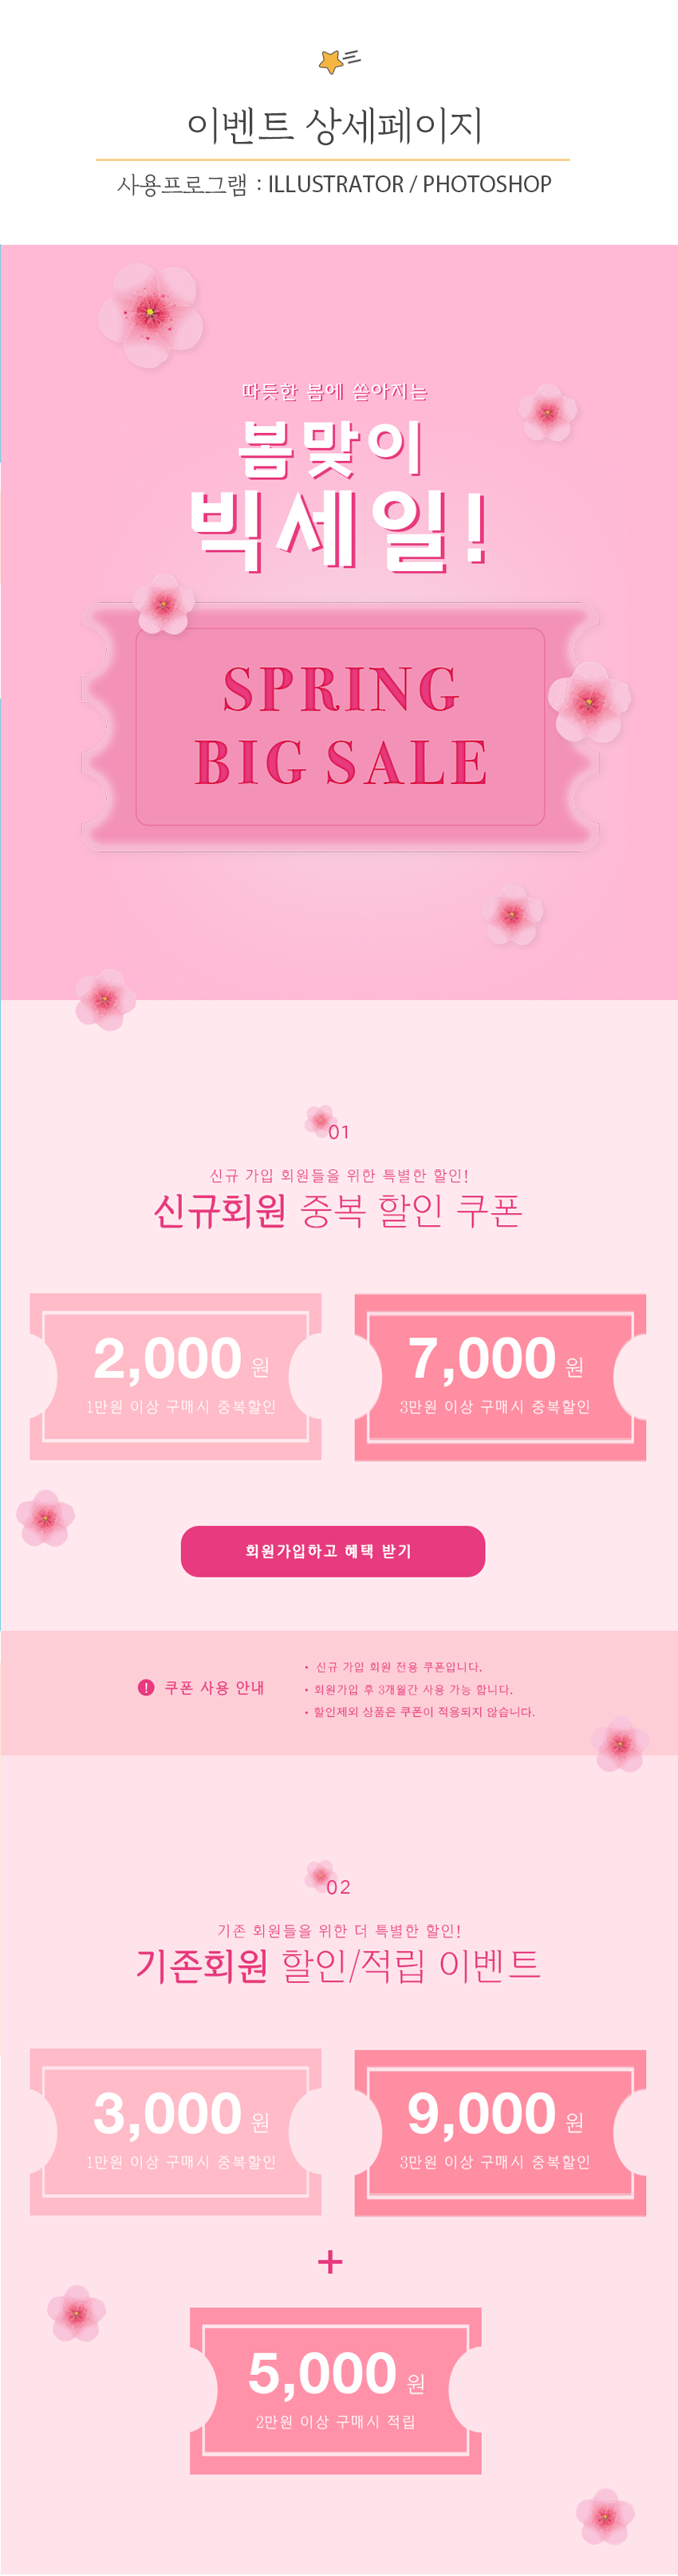 이벤트 상세페이지
사용프로그램 : ILLUSTRATOR / PHOTOSHOP
따듯한 봄에 쏟아지는
봄맞이
빅세일!
SPRING
BIG SALE
01
신규 가입 회원들을 위한 특별한 할인!
신규회원 중복 할인 쿠폰
2,000 원
1만원 이상 구매시 중복할인
7,000 원
3만원 이상 구매시 중복할인
회원가입하고 혜택 받기
! 쿠폰 사용 안내
• 신규 가입 회원 전용 쿠폰입니다.
• 회원가입 후 3개월간 사용 가능 합니다.
• 할인제외 상품은 쿠폰이 적용되지 않습니다.
02
기존 회원들을 위한 더 특별한 할인!
기존회원 할인/적립 이벤트
3,000 원
1만원 이상 구매시 중복할인
9,000 원
3만원 이상 구매시 중복할인
+
5,000 원
2만원 이상 구매시 적립